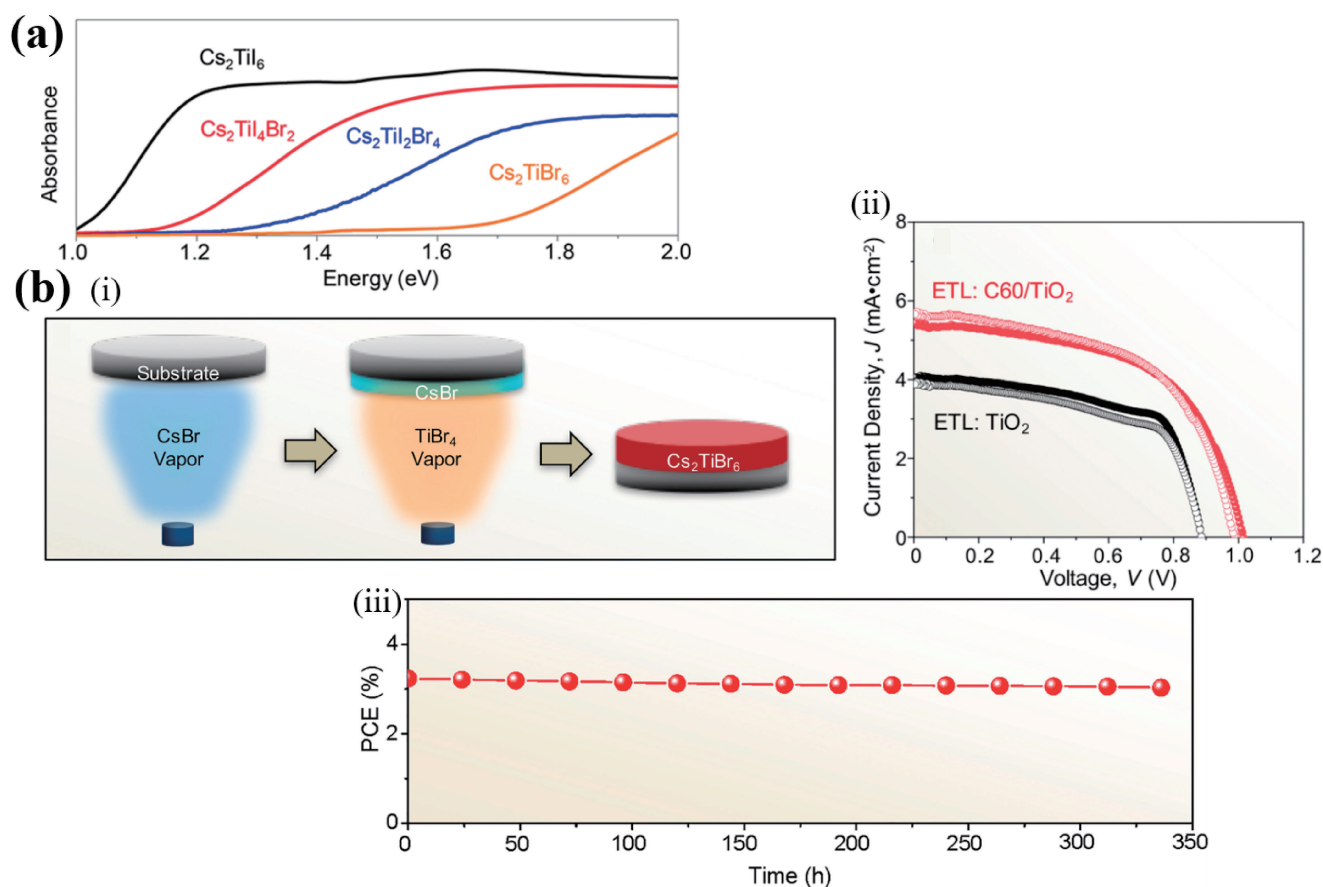 (a)
Cs₂TiI₆
Cs₂TiI₄Br₂
Cs₂TiI₂Br₄
Cs₂TiBr₆
Absorbance
1.0 1.2 1.4 1.6 1.8 2.0
Energy (eV)
(b) (i)
Substrate
CsBr
Vapor
CsBr
TiBr₄
Vapor
Cs₂TiBr₆
(ii)
8
6
4
2
0
Current Density, J (mA•cm⁻²)
ETL: C60/TiO₂
ETL: TiO₂
0 0.2 0.4 0.6 0.8 1.0 1.2
Voltage, V (V)
(iii)
4
2
0
PCE (%)
0 50 100 150 200 250 300 350
Time (h)